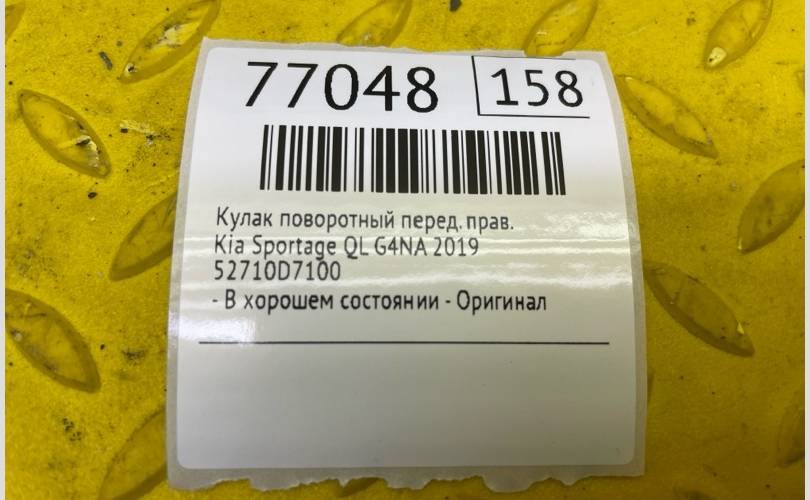 77048 158
Кулак поворотный перед. прав.
Kia Sportage QL G4NA 2019
52710D7100
- В хорошем состоянии - Оригинал